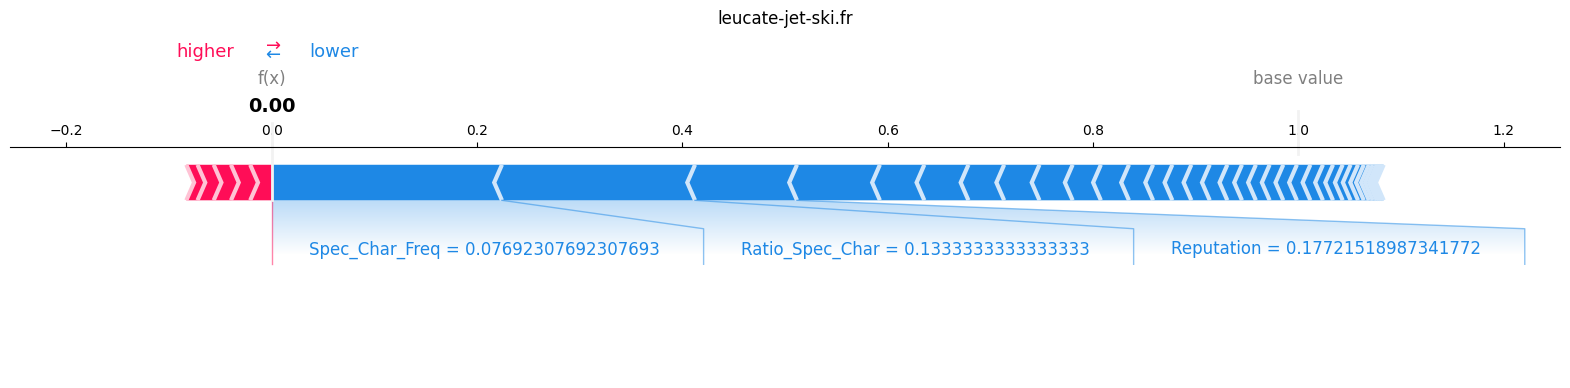 leucate-jet-ski.fr
higher ⇄ lower
f(x) base value
0.00
−0.2 0.0 0.2 0.4 0.6 0.8 1.0 1.2
Spec_Char_Freq = 0.07692307692307693 Ratio_Spec_Char = 0.1333333333333333 Reputation = 0.17721518987341772